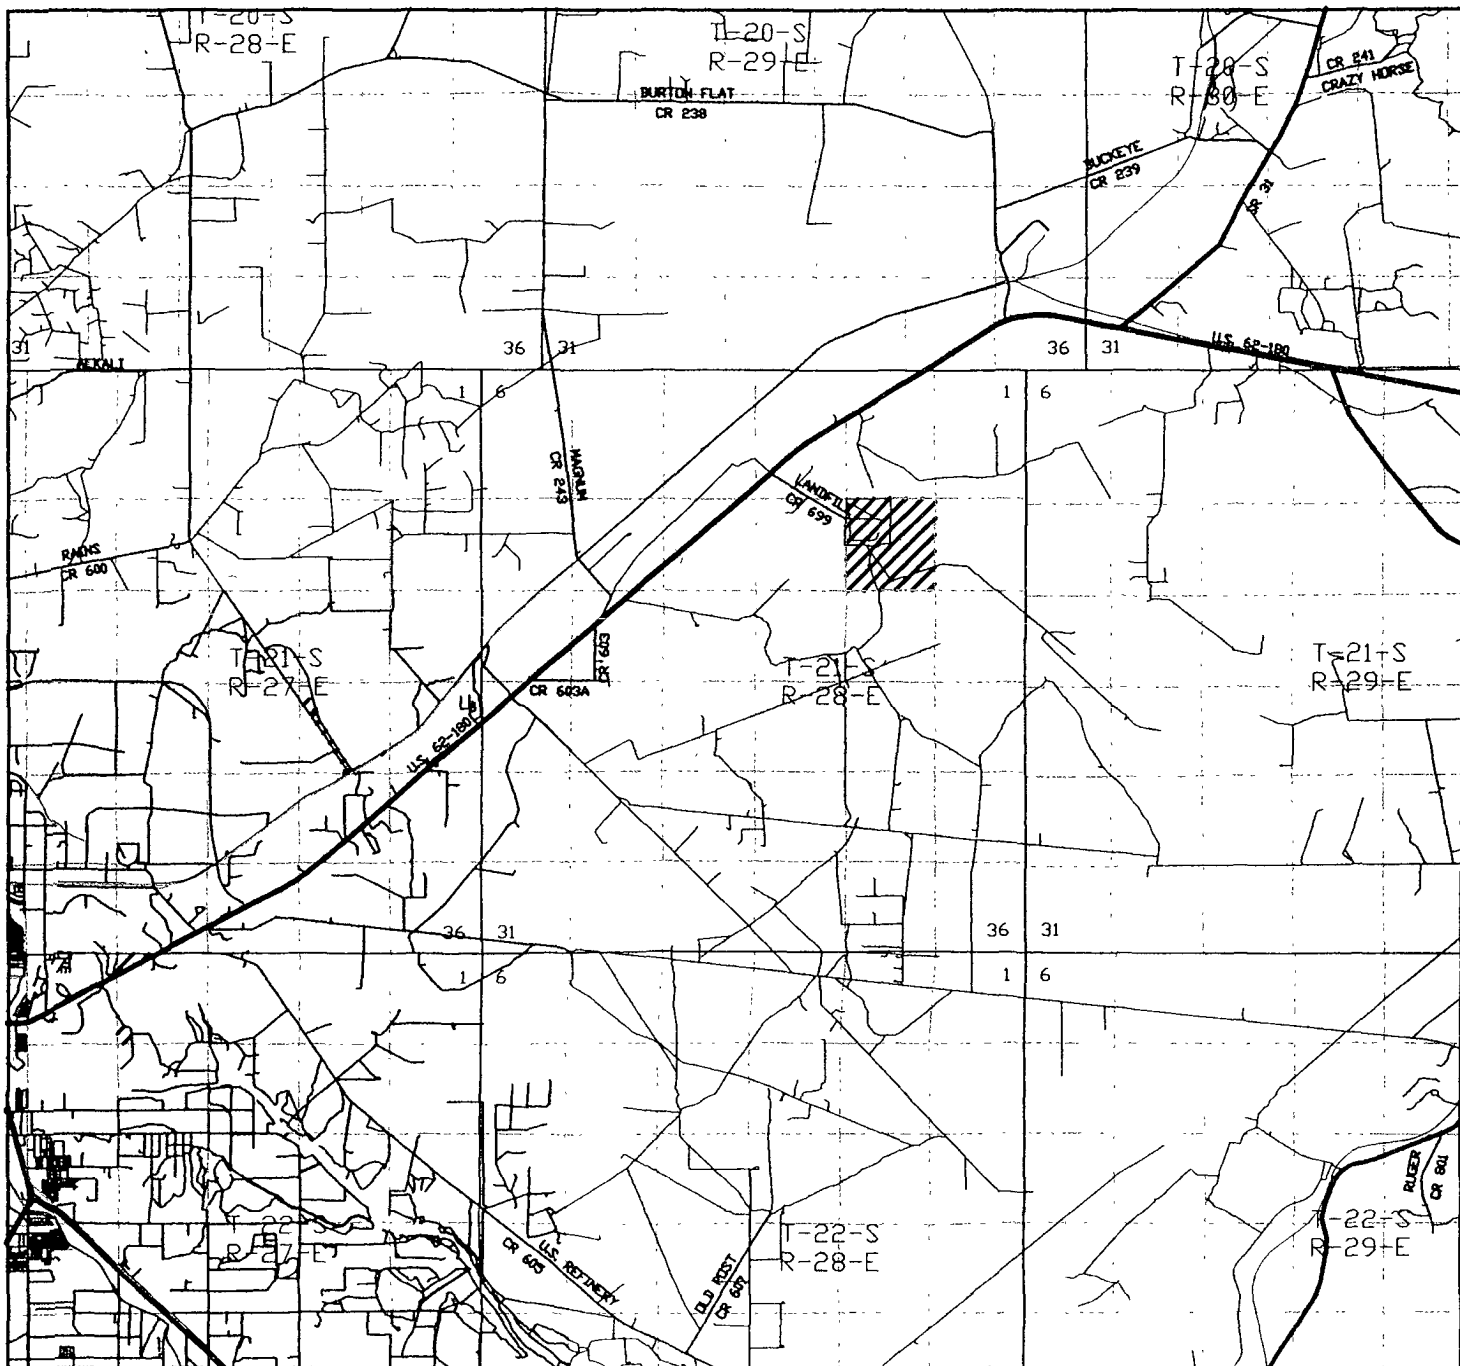 T-20-S
R-28-E
T-20-S
R-29-E
T-20-S
R-30-E
CR 241
CRAZY HORSE
BURTON FLAT
CR 238
BUCKEYE
CR 239
SR 31
31
36 31
36 31
U.S. 62-180
ALKALI
1 6
1 6
MAGNUM
CR 243
LANDFILL
CR 699
RAINS
CR 600
T-21-S
R-27-E
CR 603
CR 603A
T-21-S
R-28-E
T-21-S
R-29-E
U.S. 62-180
36 31
36 31
1 6
1 6
RUGER
CR 801
T-22-S
R-27-E
U.S. REFINERY
CR 605
OLD RUST
CR 607
T-22-S
R-28-E
T-22-S
R-29-E